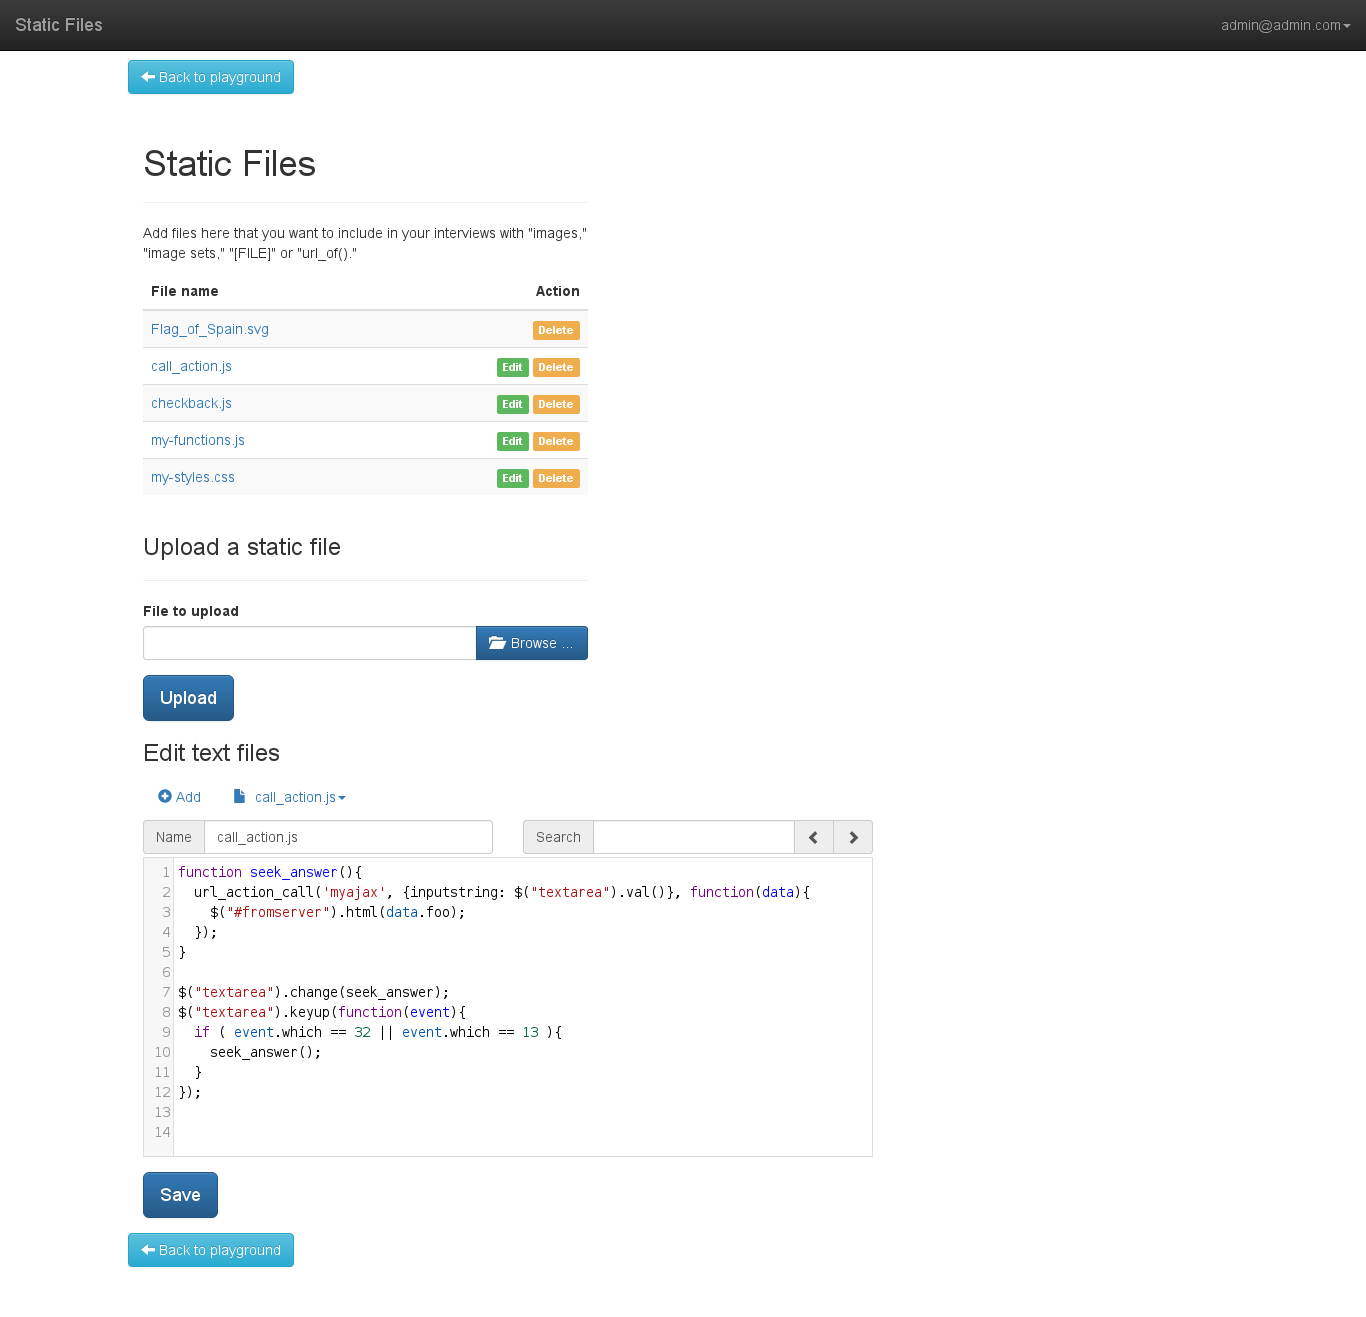 Static Files
admin@admin.com
Back to playground
Static Files
Add files here that you want to include in your interviews with "images,"
"image sets," "[FILE]" or "url_of()."
File name Action
Flag_of_Spain.svg Delete
call_action.js Edit Delete
checkback.js Edit Delete
my-functions.js Edit Delete
my-styles.css Edit Delete
Upload a static file
File to upload
Browse ...
Upload
Edit text files
Add call_action.js
Name call_action.js Search
1 function seek_answer(){
2   url_action_call('myajax', {inputstring: $("textarea").val()}, function(data){
3     $("#fromserver").html(data.foo);
4   });
5 }
6
7 $("textarea").change(seek_answer);
8 $("textarea").keyup(function(event){
9   if ( event.which == 32 || event.which == 13 ){
10     seek_answer();
11   }
12 });
13
14
Save
Back to playground